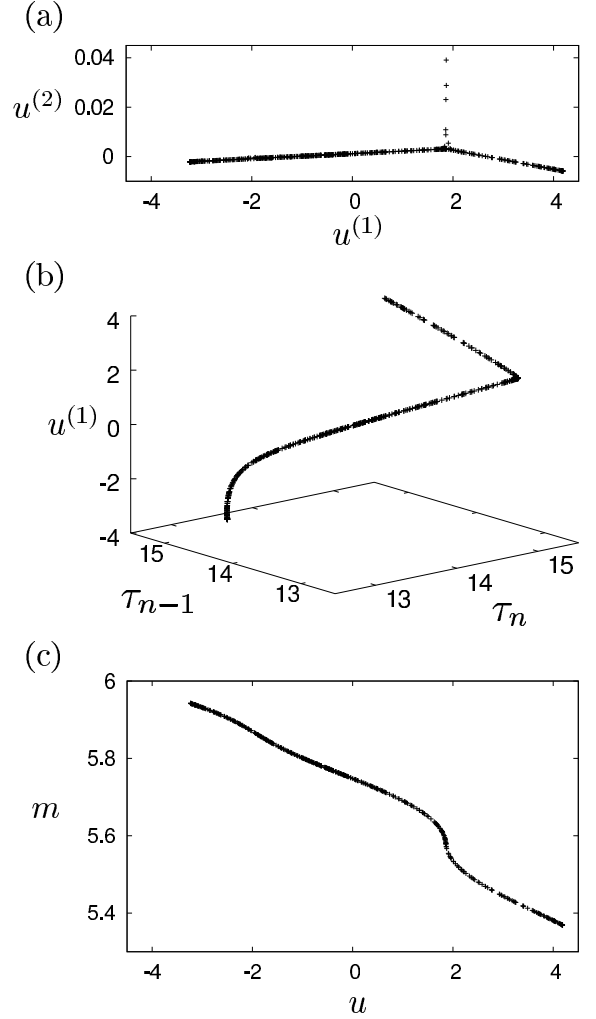 (a)
0.04
u^{(2)}
0.02
0
-4 -2 0 2 4
u^{(1)}
(b)
4
2
u^{(1)} 0
-2
-4
15 14 13
13 14 15
τ_{n−1}
τ_n
(c)
6
5.8
m
5.6
5.4
-4 -2 0 2 4
u